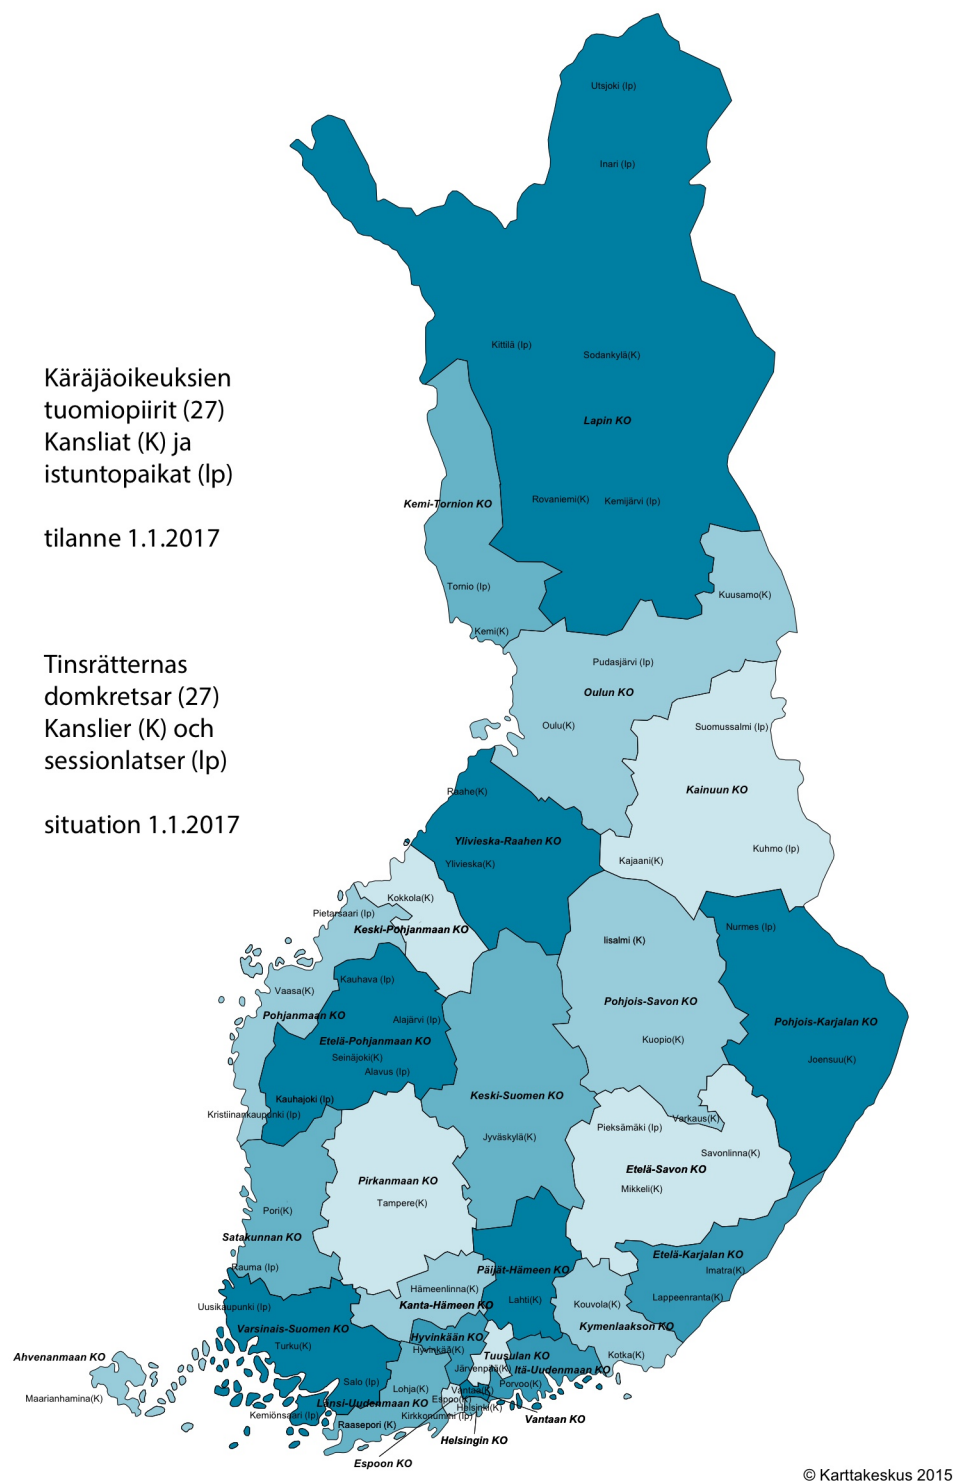 Utsjoki (Ip)
Inari (Ip)
Kittilä (Ip)
Sodankylä(K)
Käräjäoikeuksien
tuomiopiirit (27)
Kansliat (K) ja
istuntopaikat (lp)
tilanne 1.1.2017
Lapin KO
Rovaniemi(K)
Kemijärvi (Ip)
Kemi-Tornion KO
Tornio (Ip)
Kuusamo(K)
Kemi(K)
Tinsrätternas
domkretsar (27)
Kanslier (K) och
sessionlatser (lp)
situation 1.1.2017
Pudasjärvi (Ip)
Oulun KO
Oulu(K)
Suomussalmi (Ip)
Kainuun KO
Raahe(K)
Ylivieska-Raahen KO
Ylivieska(K)
Kajaani(K)
Kuhmo (Ip)
Kokkola(K)
Pietarsaari (Ip)
Keski-Pohjanmaan KO
Iisalmi (K)
Nurmes (Ip)
Kauhava (Ip)
Vaasa(K)
Pohjanmaan KO
Alajärvi (Ip)
Pohjois-Savon KO
Pohjois-Karjalan KO
Etelä-Pohjanmaan KO
Kuopio(K)
Seinäjoki(K)
Joensuu(K)
Alavus (Ip)
Kauhajoki (Ip)
Keski-Suomen KO
Kristiinankaupunki (Ip)
Varkaus(K)
Pieksämäki (Ip)
Jyväskylä(K)
Savonlinna(K)
Etelä-Savon KO
Pirkanmaan KO
Mikkeli(K)
Tampere(K)
Pori(K)
Satakunnan KO
Etelä-Karjalan KO
Rauma (Ip)
Päijät-Hämeen KO
Imatra(K)
Hämeenlinna(K)
Lahti(K)
Lappeenranta(K)
Kanta-Hämeen KO
Kouvola(K)
Uusikaupunki (Ip)
Varsinais-Suomen KO
Kymenlaakson KO
Hyvinkään KO
Turku(K)
Hyvinkää(K)
Tuusulan KO
Kotka(K)
Ahvenanmaan KO
Järvenpää(K)
Itä-Uudenmaan KO
Salo (Ip)
Lohja(K)
Vantaa(K)
Porvoo(K)
Maarianhamina(K)
Länsi-Uudenmaan KO
Espoo(K)
Helsinki(K)
Kemiönsaari (Ip)
Kirkkonummi (Ip)
Raasepori (K)
Vantaan KO
Helsingin KO
Espoon KO
© Karttakeskus 2015